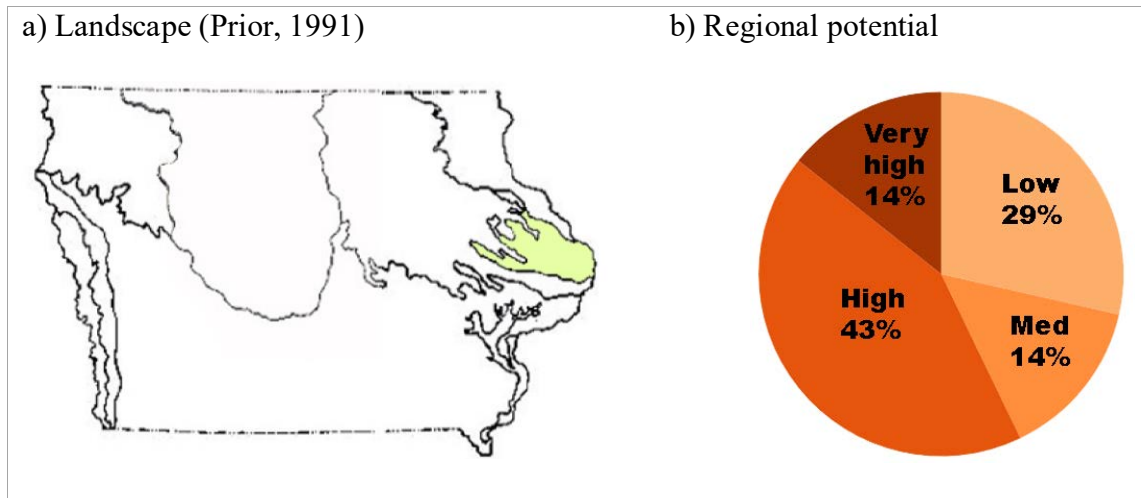 a) Landscape (Prior, 1991)
b) Regional potential
Very
high
14%
Low
29%
High
43%
Med
14%